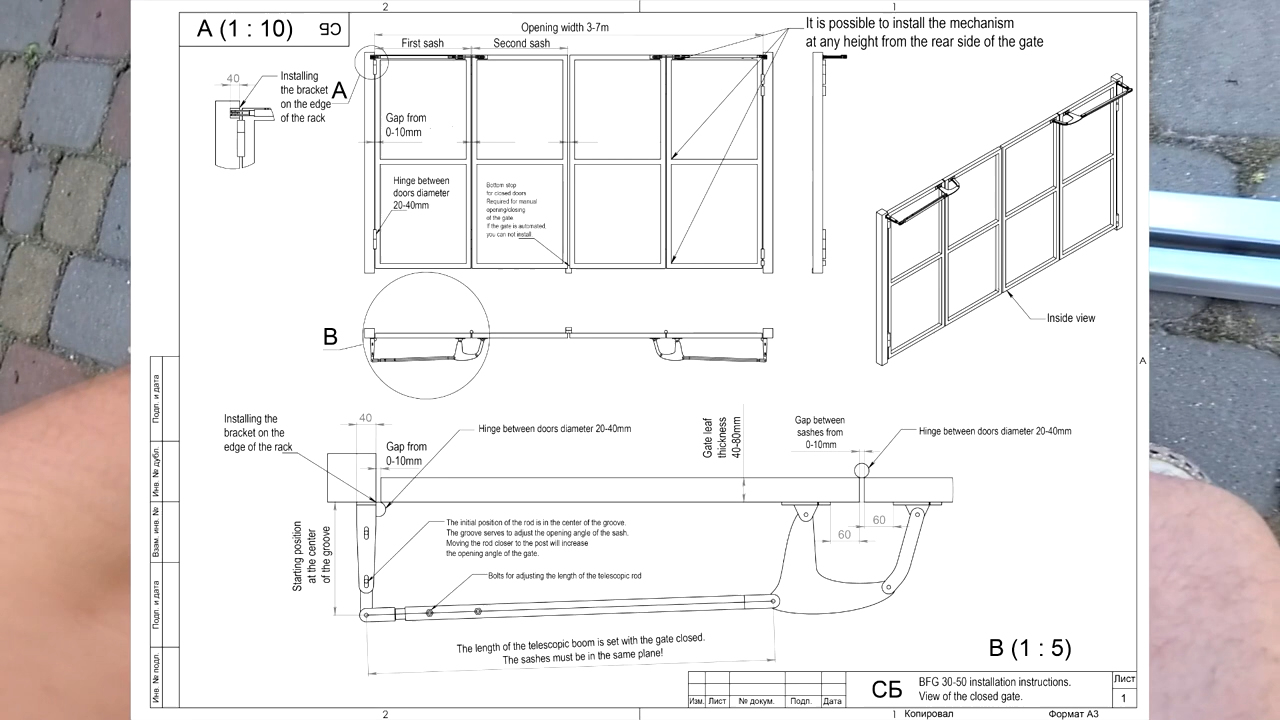 2
1
A (1 : 10)
СБ
Opening width 3-7m
First sash
Second sash
It is possible to install the mechanism
at any height from the rear side of the gate
40
Installing
the bracket
on the edge
of the rack
A
Gap from
0-10mm
Hinge between
doors diameter
20-40mm
Bottom stop
for closed doors
Required for manual
opening/closing
of the gate
If the gate is automated,
you can not install
Inside view
B
A
Installing the
bracket on the
edge of the rack
40
Gap from
0-10mm
Hinge between doors diameter 20-40mm
Gate leaf
thickness
40-80mm
Gap between
sashes from
0-10mm
Hinge between doors diameter 20-40mm
Starting position
at the center
of the groove
The initial position of the rod is in the center of the groove.
The groove serves to adjust the opening angle of the sash.
Moving the rod closer to the post will increase
the opening angle of the gate.
60
60
Bolts for adjusting the length of the telescopic rod
The length of the telescopic boom is set with the gate closed.
The sashes must be in the same plane!
B (1 : 5)
Подп. и дата
Инв. № дубл.
Взам. инв. №
Подп. и дата
Инв. № подл.
Изм.
Лист
№ докум.
Подп.
Дата
СБ
BFG 30-50 installation instructions.
View of the closed gate.
Лист
1
2
1
Копировал
Формат A3